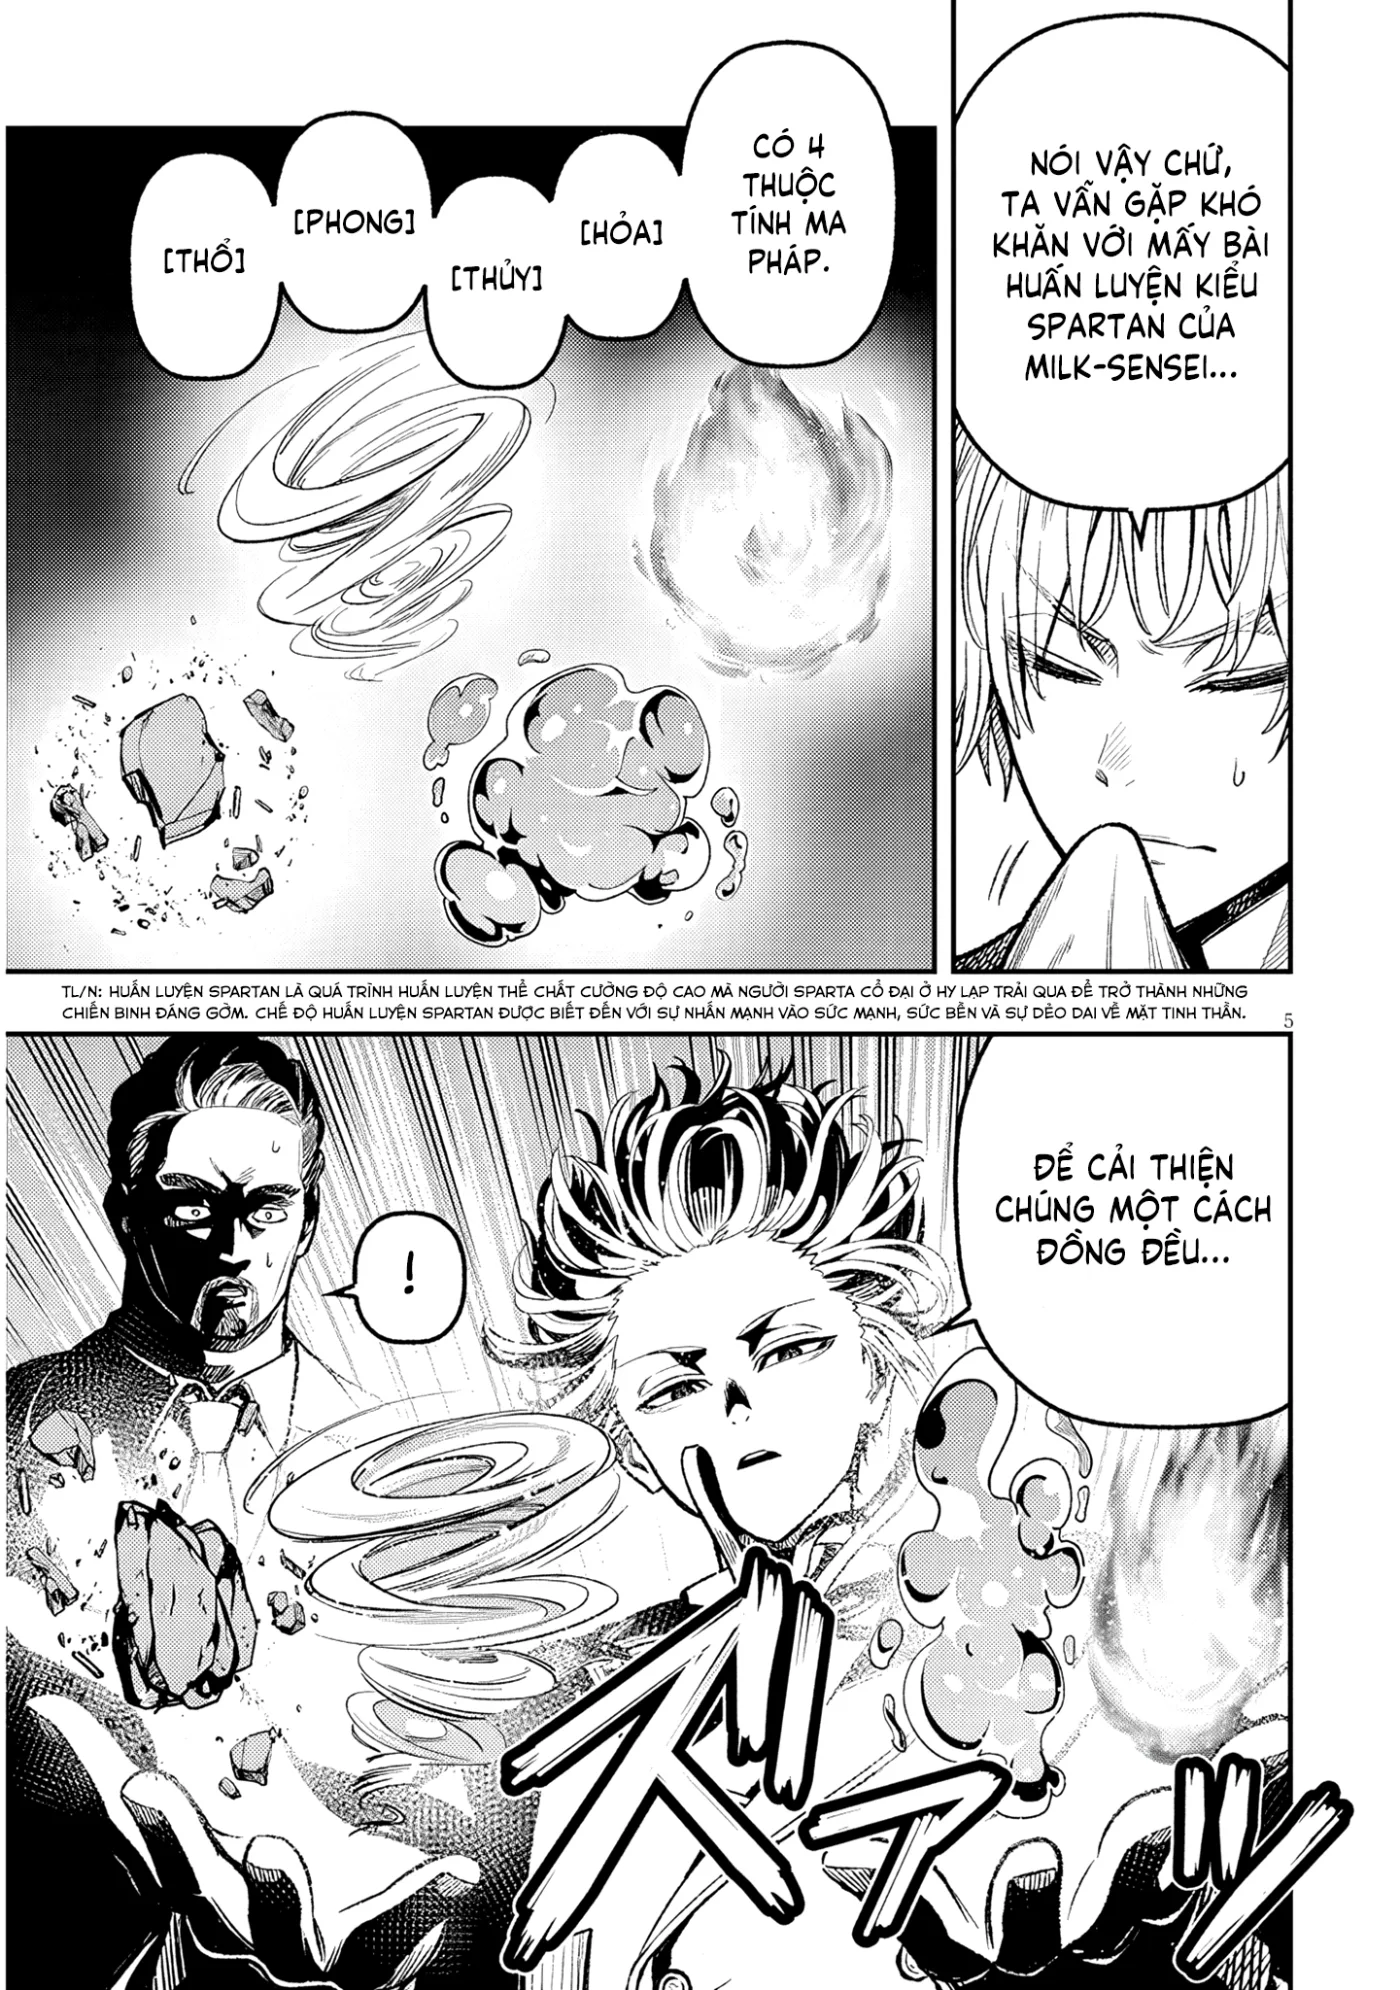 NÓI VẬY CHỨ,
TA VẪN GẶP KHÓ
KHĂN VỚI MẤY BÀI
HUẤN LUYỆN KIỂU
SPARTAN CỦA
MILK-SENSEI...
CÓ 4
THUỘC
TÍNH MA
PHÁP.
[HỎA]
[THỦY]
[PHONG]
[THỔ]
TL/N: HUẤN LUYỆN SPARTAN LÀ QUÁ TRÌNH HUẤN LUYỆN THỂ CHẤT CƯỜNG ĐỘ CAO MÀ NGƯỜI SPARTA CỔ ĐẠI Ở HY LẠP TRẢI QUA ĐỂ TRỞ THÀNH NHỮNG
CHIẾN BINH ĐÁNG GỜM. CHẾ ĐỘ HUẤN LUYỆN SPARTAN ĐƯỢC BIẾT ĐẾN VỚI SỰ NHẤN MẠNH VÀO SỨC MẠNH, SỨC BỀN VÀ SỰ DẺO DAI VỀ MẶT TINH THẦN.
5
ĐỂ CẢI THIỆN
CHÚNG MỘT CÁCH
ĐỒNG ĐỀU...
!
ズアッ